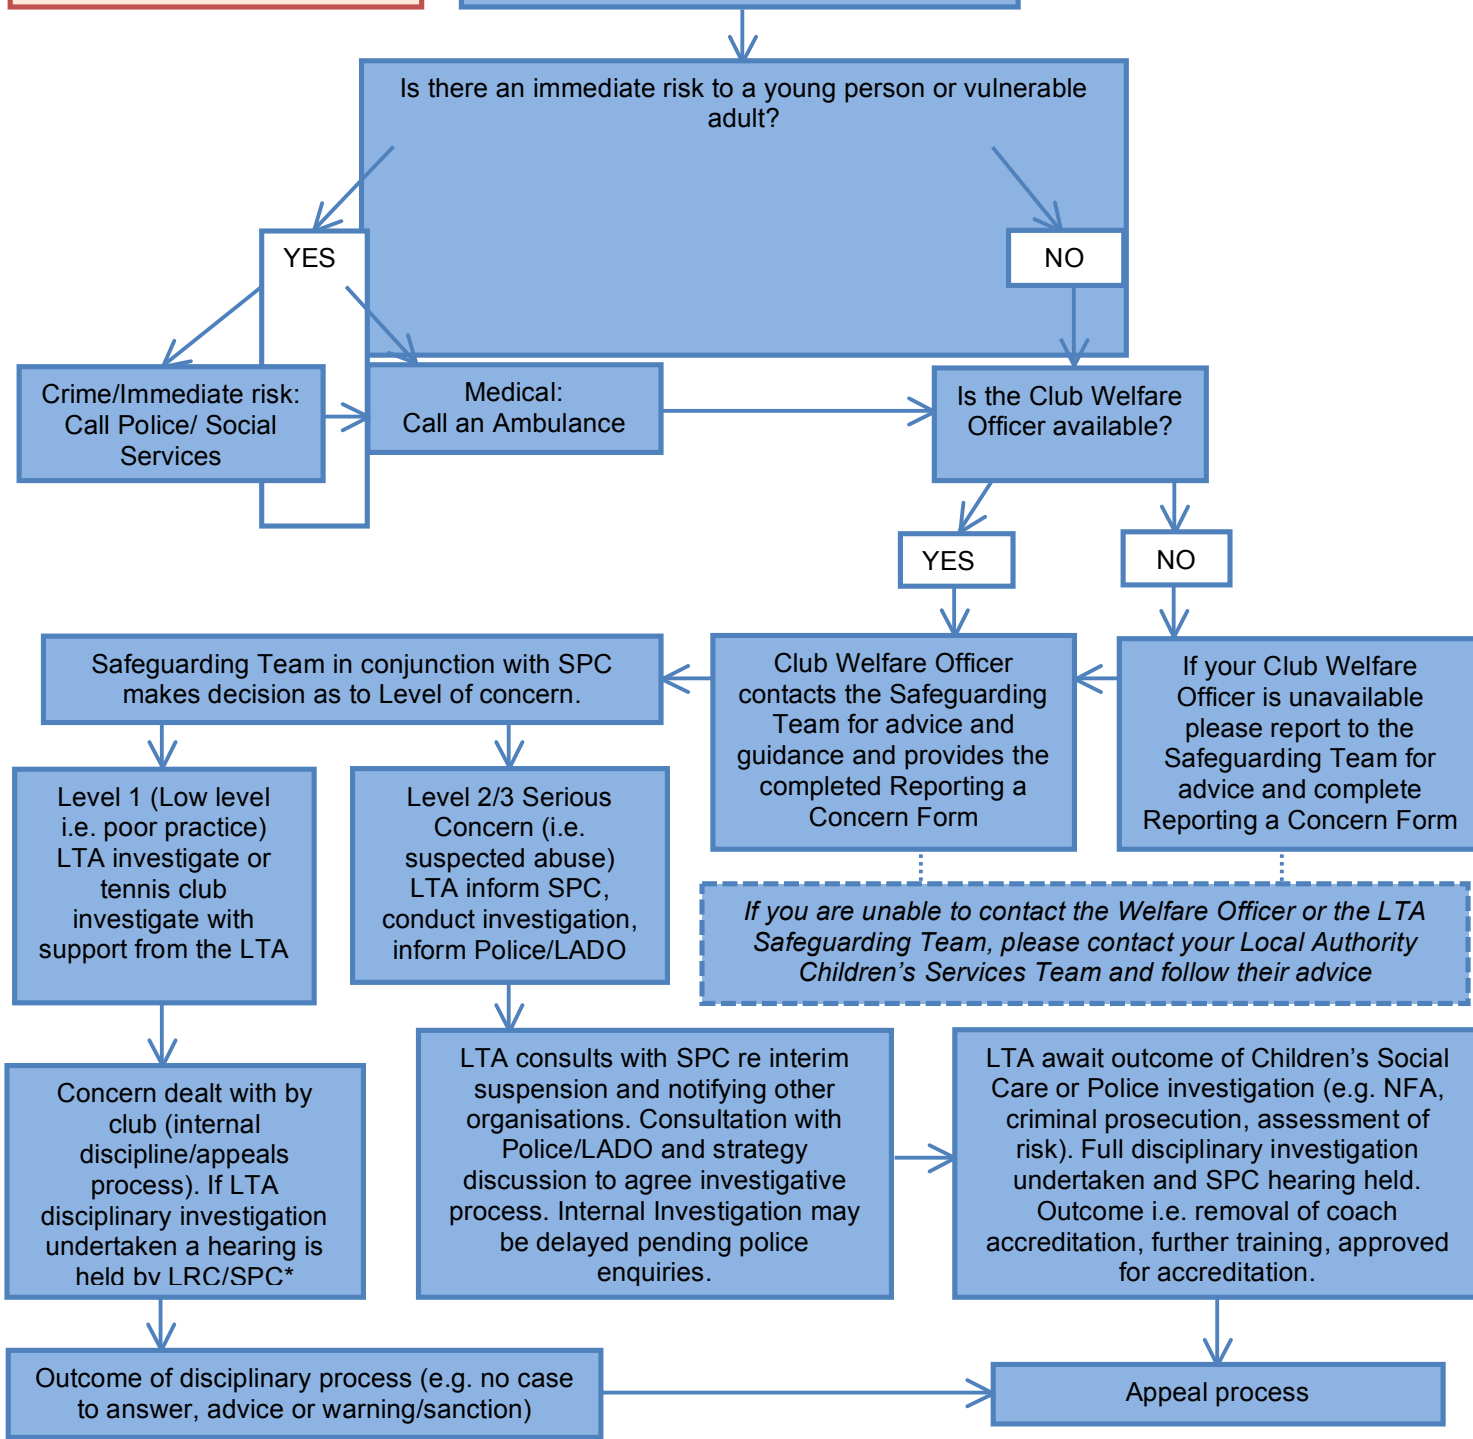 Is there an immediate risk to a young person or vulnerable
adult?
YES
NO
Crime/Immediate risk:
Call Police/ Social
Services
Medical:
Call an Ambulance
Is the Club Welfare
Officer available?
YES
NO
Safeguarding Team in conjunction with SPC
makes decision as to Level of concern.
Club Welfare Officer
contacts the Safeguarding
Team for advice and
guidance and provides the
completed Reporting a
Concern Form
If your Club Welfare
Officer is unavailable
please report to the
Safeguarding Team for
advice and complete
Reporting a Concern Form
Level 1 (Low level
i.e. poor practice)
LTA investigate or
tennis club
investigate with
support from the LTA
Level 2/3 Serious
Concern (i.e.
suspected abuse)
LTA inform SPC,
conduct investigation,
inform Police/LADO
If you are unable to contact the Welfare Officer or the LTA
Safeguarding Team, please contact your Local Authority
Children’s Services Team and follow their advice
Concern dealt with by
club (internal
discipline/appeals
process). If LTA
disciplinary investigation
undertaken a hearing is
held by LRC/SPC*
LTA consults with SPC re interim
suspension and notifying other
organisations. Consultation with
Police/LADO and strategy
discussion to agree investigative
process. Internal Investigation may
be delayed pending police
enquiries.
LTA await outcome of Children’s Social
Care or Police investigation (e.g. NFA,
criminal prosecution, assessment of
risk). Full disciplinary investigation
undertaken and SPC hearing held.
Outcome i.e. removal of coach
accreditation, further training, approved
for accreditation.
Outcome of disciplinary process (e.g. no case
to answer, advice or warning/sanction)
Appeal process